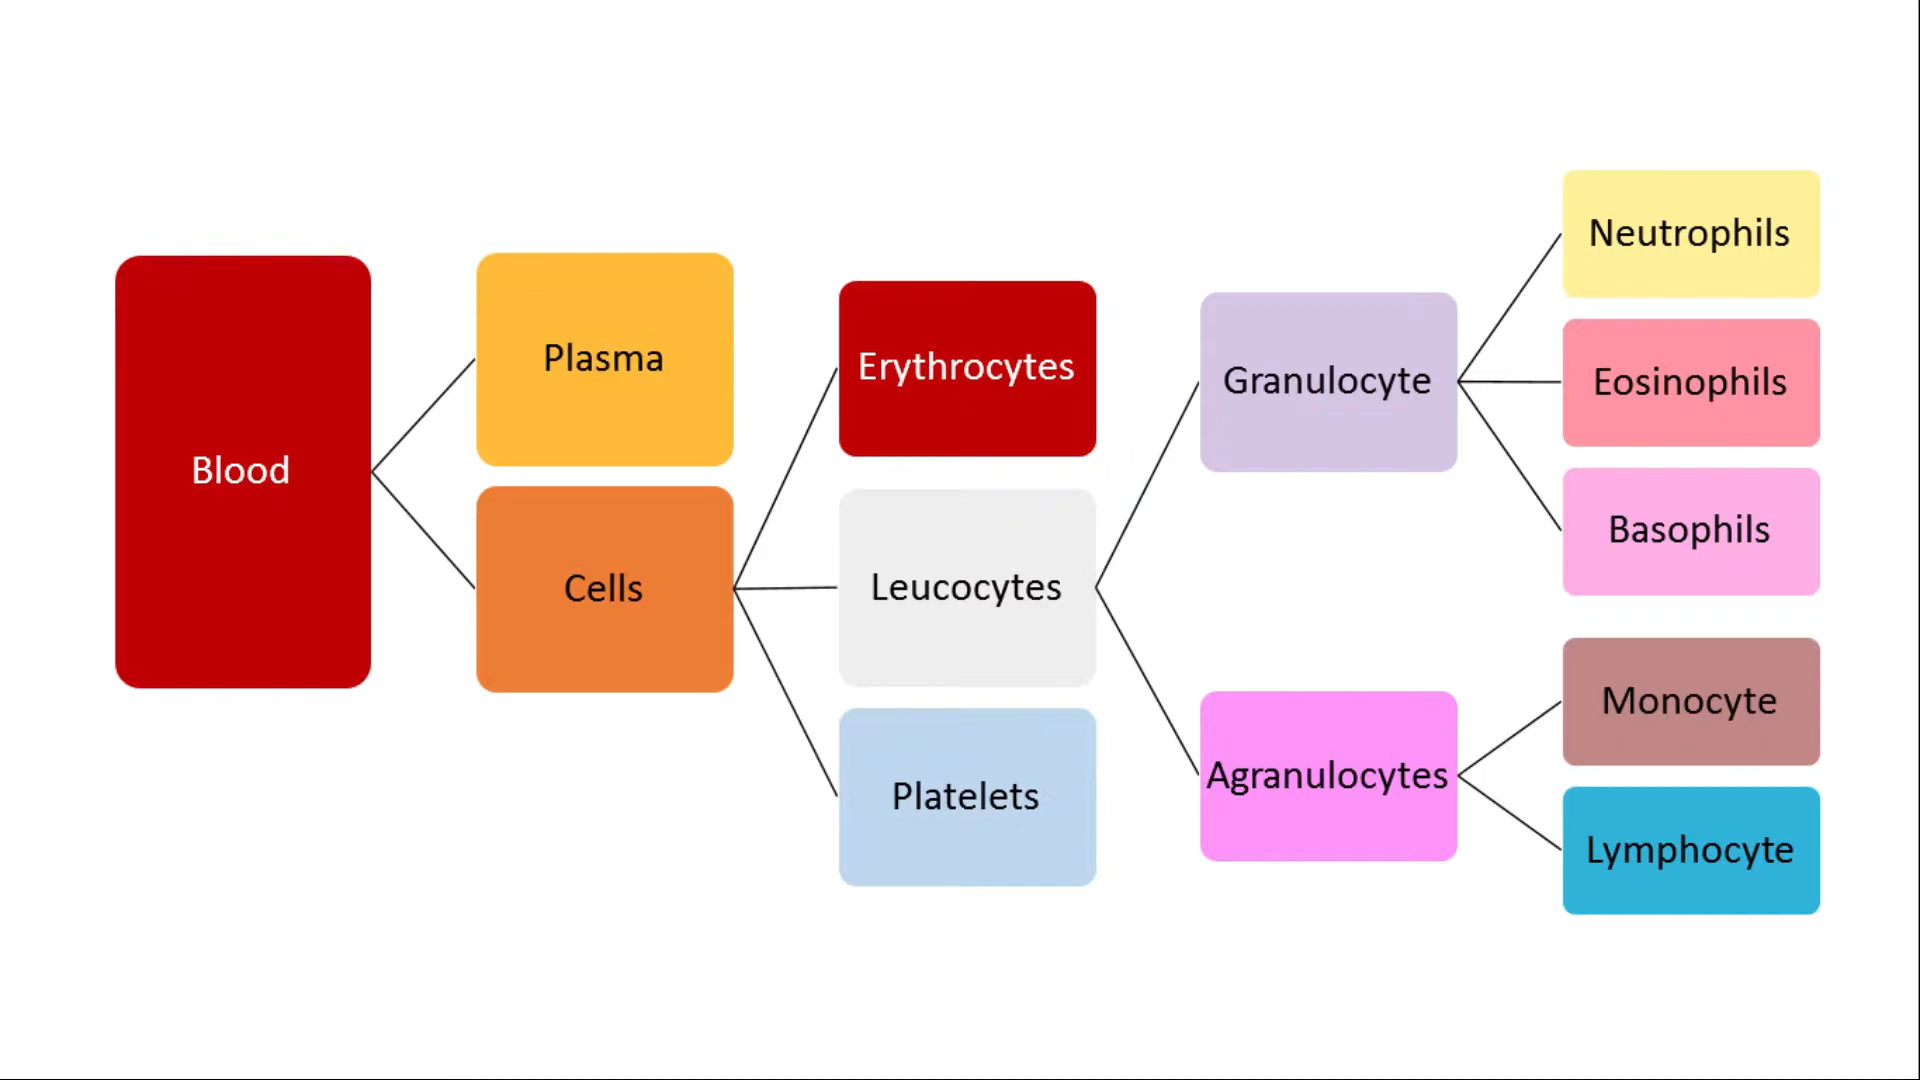 Blood
Plasma
Cells
Erythrocytes
Leucocytes
Platelets
Granulocyte
Agranulocytes
Neutrophils
Eosinophils
Basophils
Monocyte
Lymphocyte